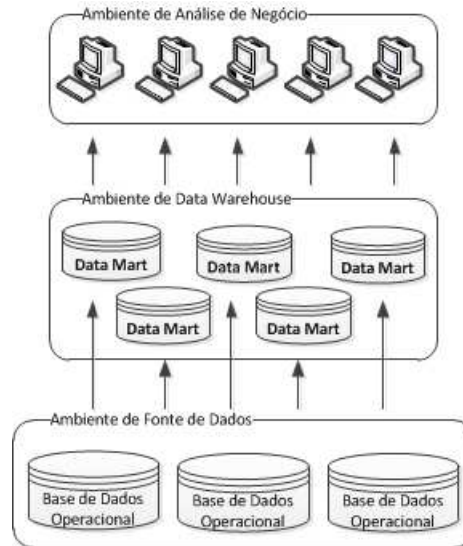 Ambiente de Análise de Negócio
Ambiente de Data Warehouse
Data Mart
Data Mart
Data Mart
Data Mart
Data Mart
Ambiente de Fonte de Dados
Base de Dados
Operacional
Base de Dados
Operacional
Base de Dados
Operacional